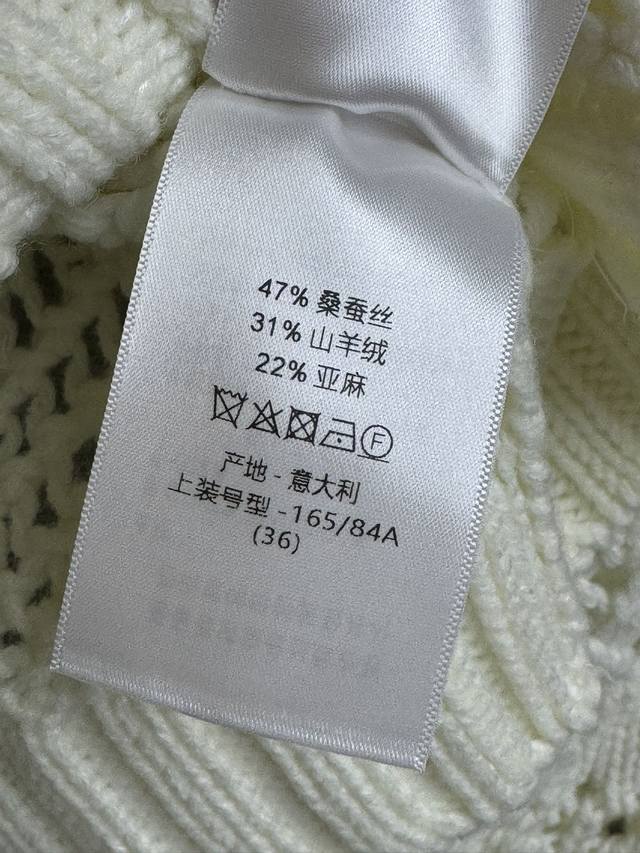 47% 桑蚕丝
31% 山羊绒
22% 亚麻
F
产地 - 意大利
上装号型 - 165/84A
(36)